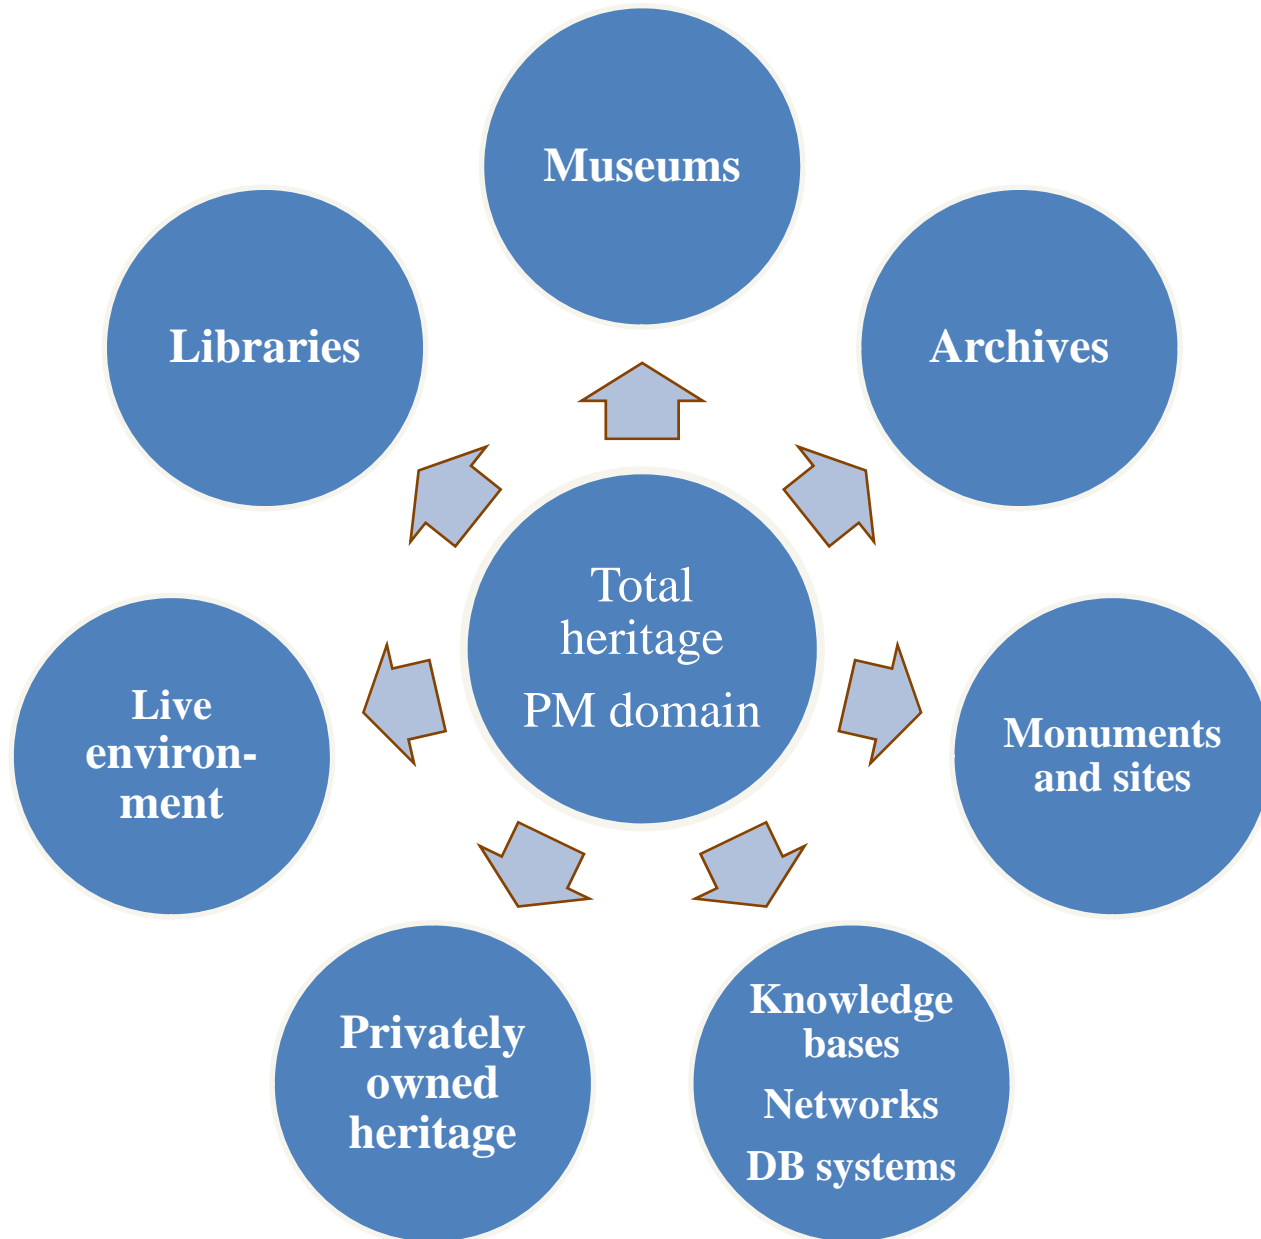 Museums
Libraries
Archives
Total
heritage
PM domain
Live
environ-
ment
Monuments
and sites
Privately
owned
heritage
Knowledge
bases
Networks
DB systems